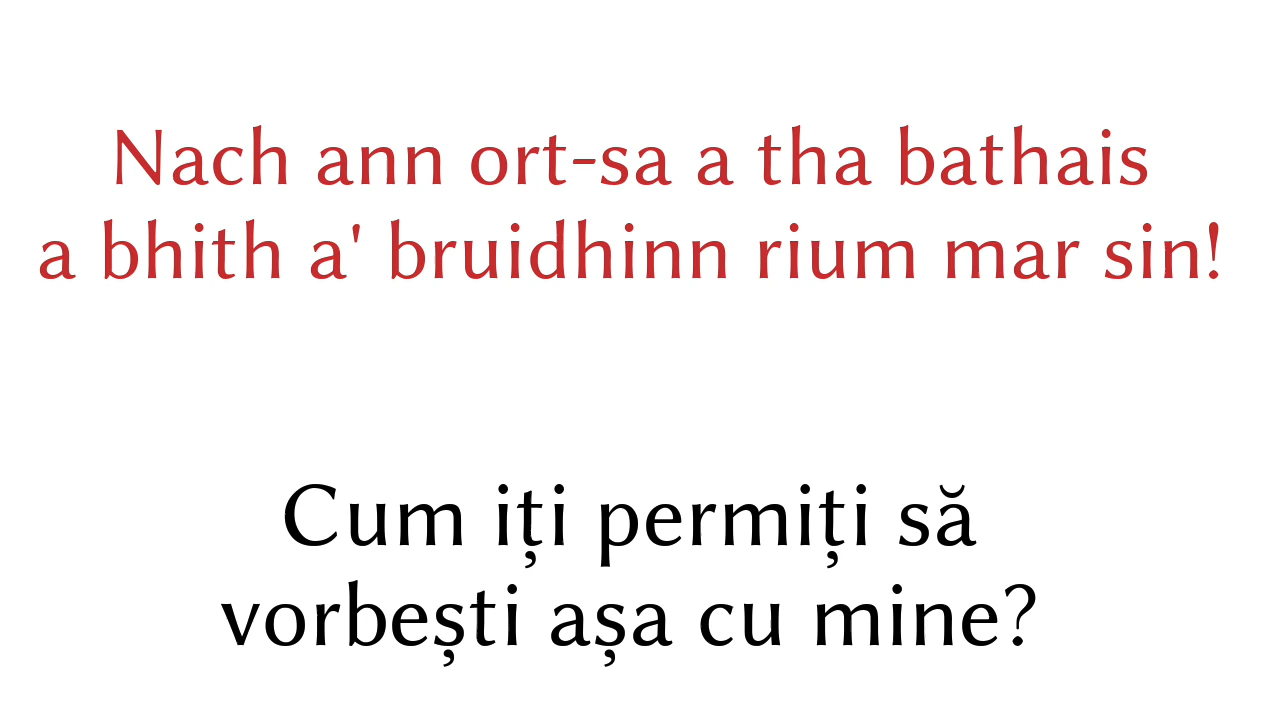 Nach ann ort-sa a tha bathais
a bhith a' bruidhinn rium mar sin!
Cum iți permiți să
vorbești așa cu mine?